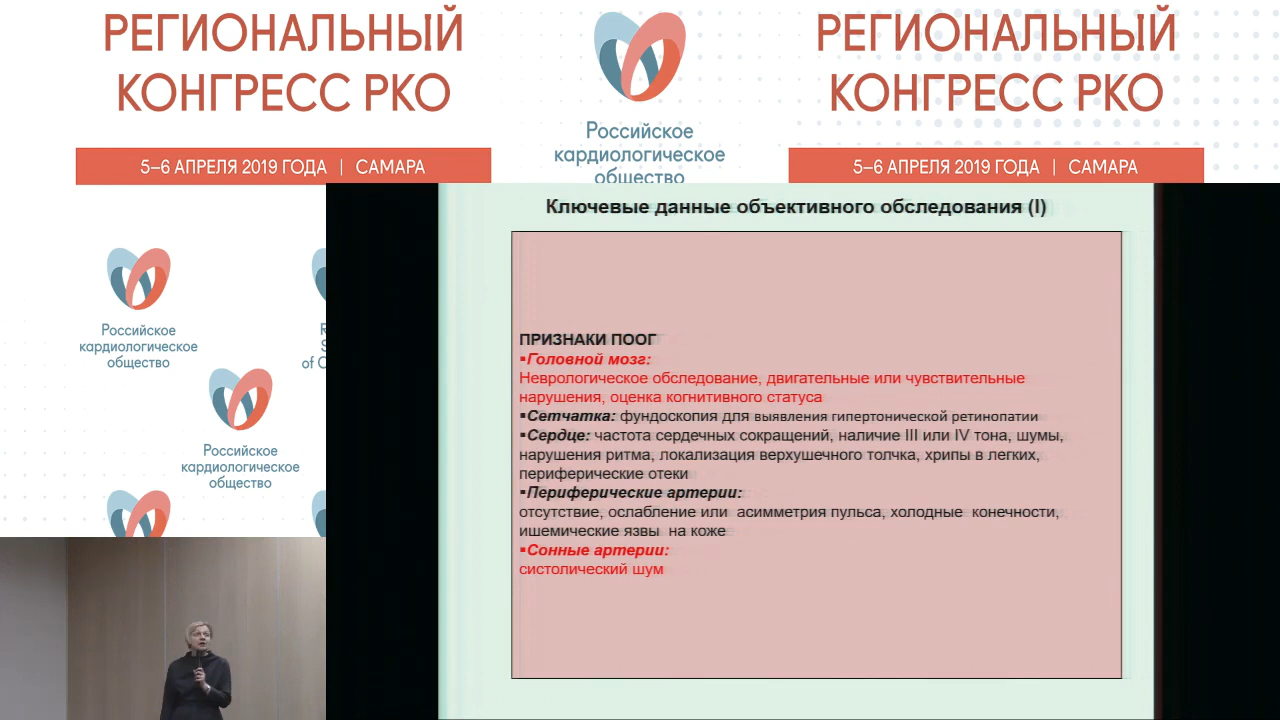 РЕГИОНАЛЬНЫЙ
КОНГРЕСС РКО
5–6 АПРЕЛЯ 2019 ГОДА | САМАРА
Российское
кардиологическое
общество
РЕГИОНАЛЬНЫЙ
КОНГРЕСС РКО
5–6 АПРЕЛЯ 2019 ГОДА | САМАРА
Российское
кардиологическое
общество
of C
Российское
кардиологическое
общество
Ключевые данные объективного обследования (I)
ПРИЗНАКИ ПООГ
▪Головной мозг:
Неврологическое обследование, двигательные или чувствительные
нарушения, оценка когнитивного статуса
▪Сетчатка: фундоскопия для выявления гипертонической ретинопатии
▪Сердце: частота сердечных сокращений, наличие III или IV тона, шумы,
нарушения ритма, локализация верхушечного толчка, хрипы в легких,
периферические отеки
▪Периферические артерии:
отсутствие, ослабление или асимметрия пульса, холодные конечности,
ишемические язвы на коже
▪Сонные артерии:
систолический шум